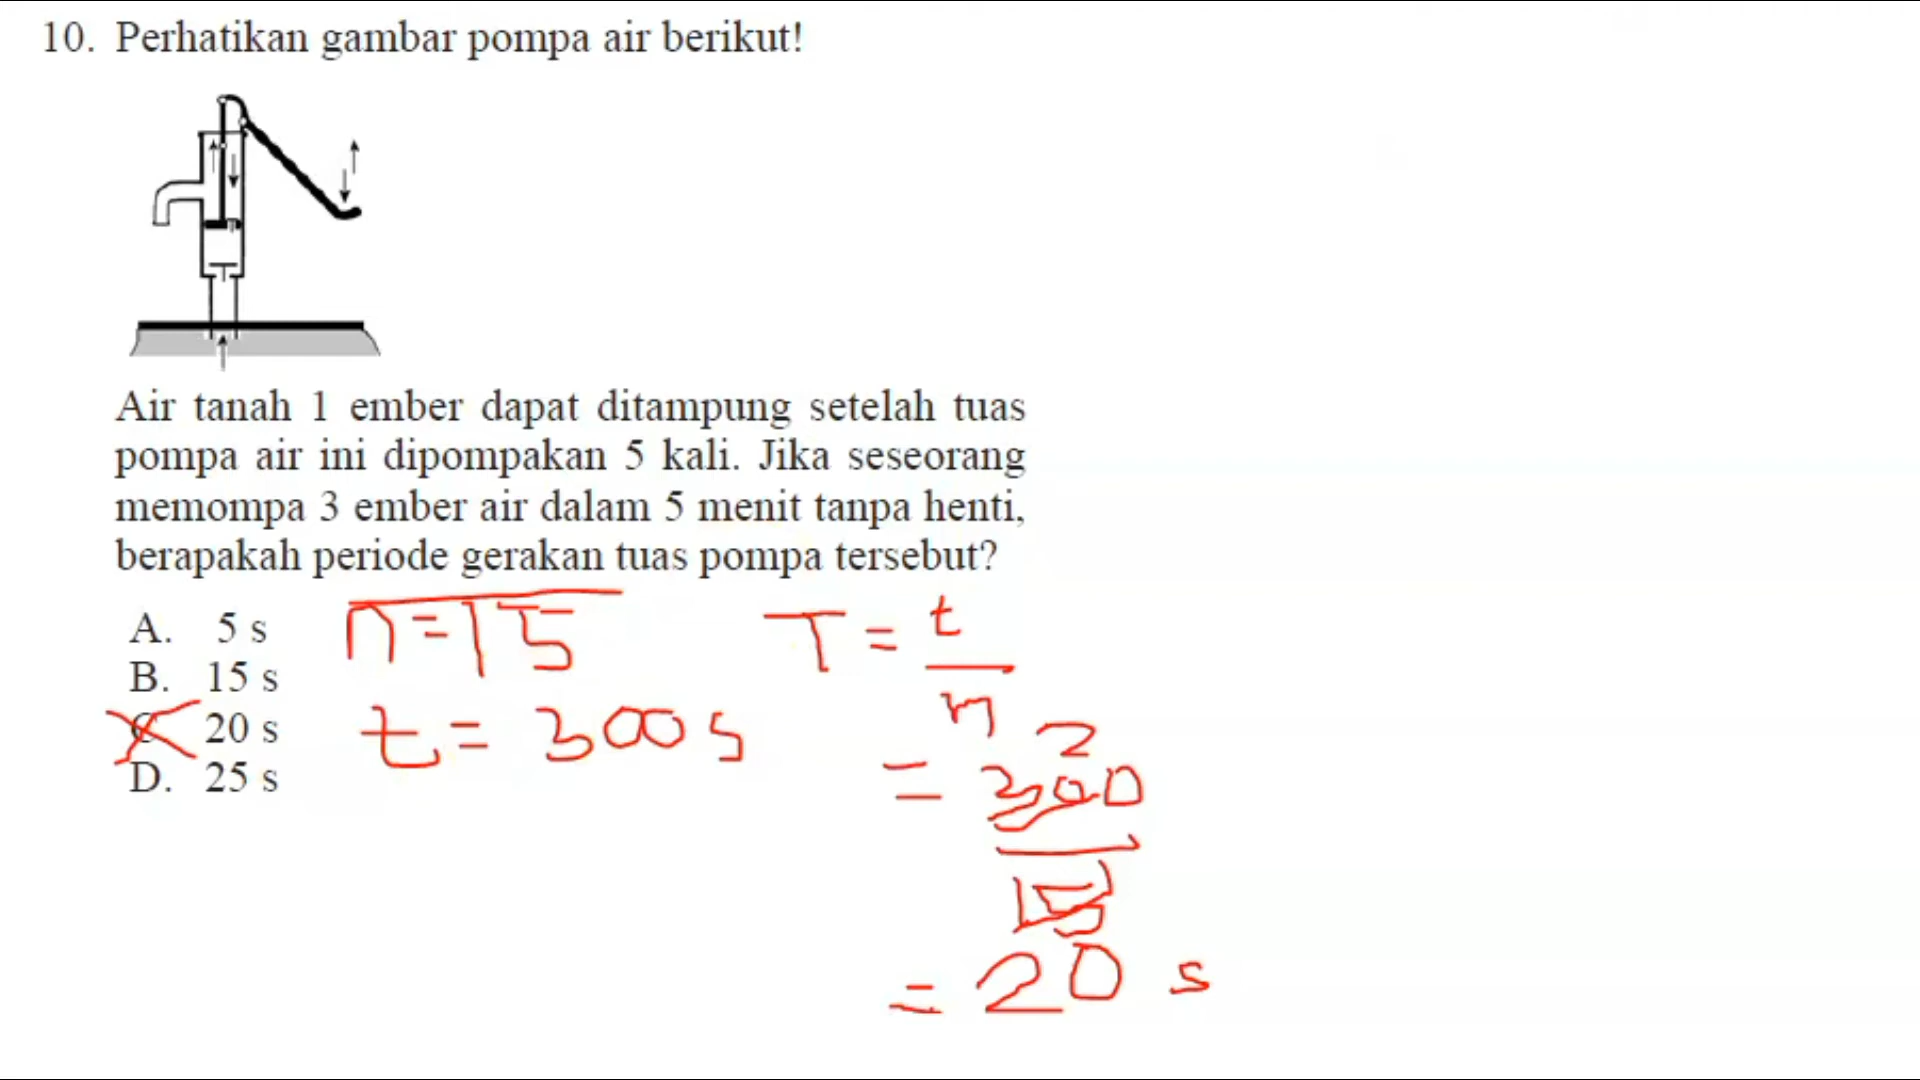 10. Perhatikan gambar pompa air berikut!
Air tanah 1 ember dapat ditampung setelah tuas
pompa air ini dipompakan 5 kali. Jika seseorang
memompa 3 ember air dalam 5 menit tanpa henti,
berapakah periode gerakan tuas pompa tersebut?
A. 5 s
B. 15 s
C 20 s
D. 25 s
n = 15
t = 300 s
T = t
n
2
= 300
15
= 20 s